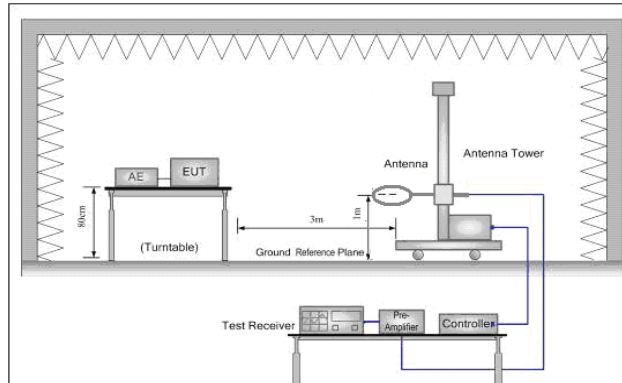 Antenna
Antenna Tower
AE
EUT
80cm
(Turntable)
3m
1m
Ground Reference Plane
Test Receiver
Pre-
Amplifier
Controller